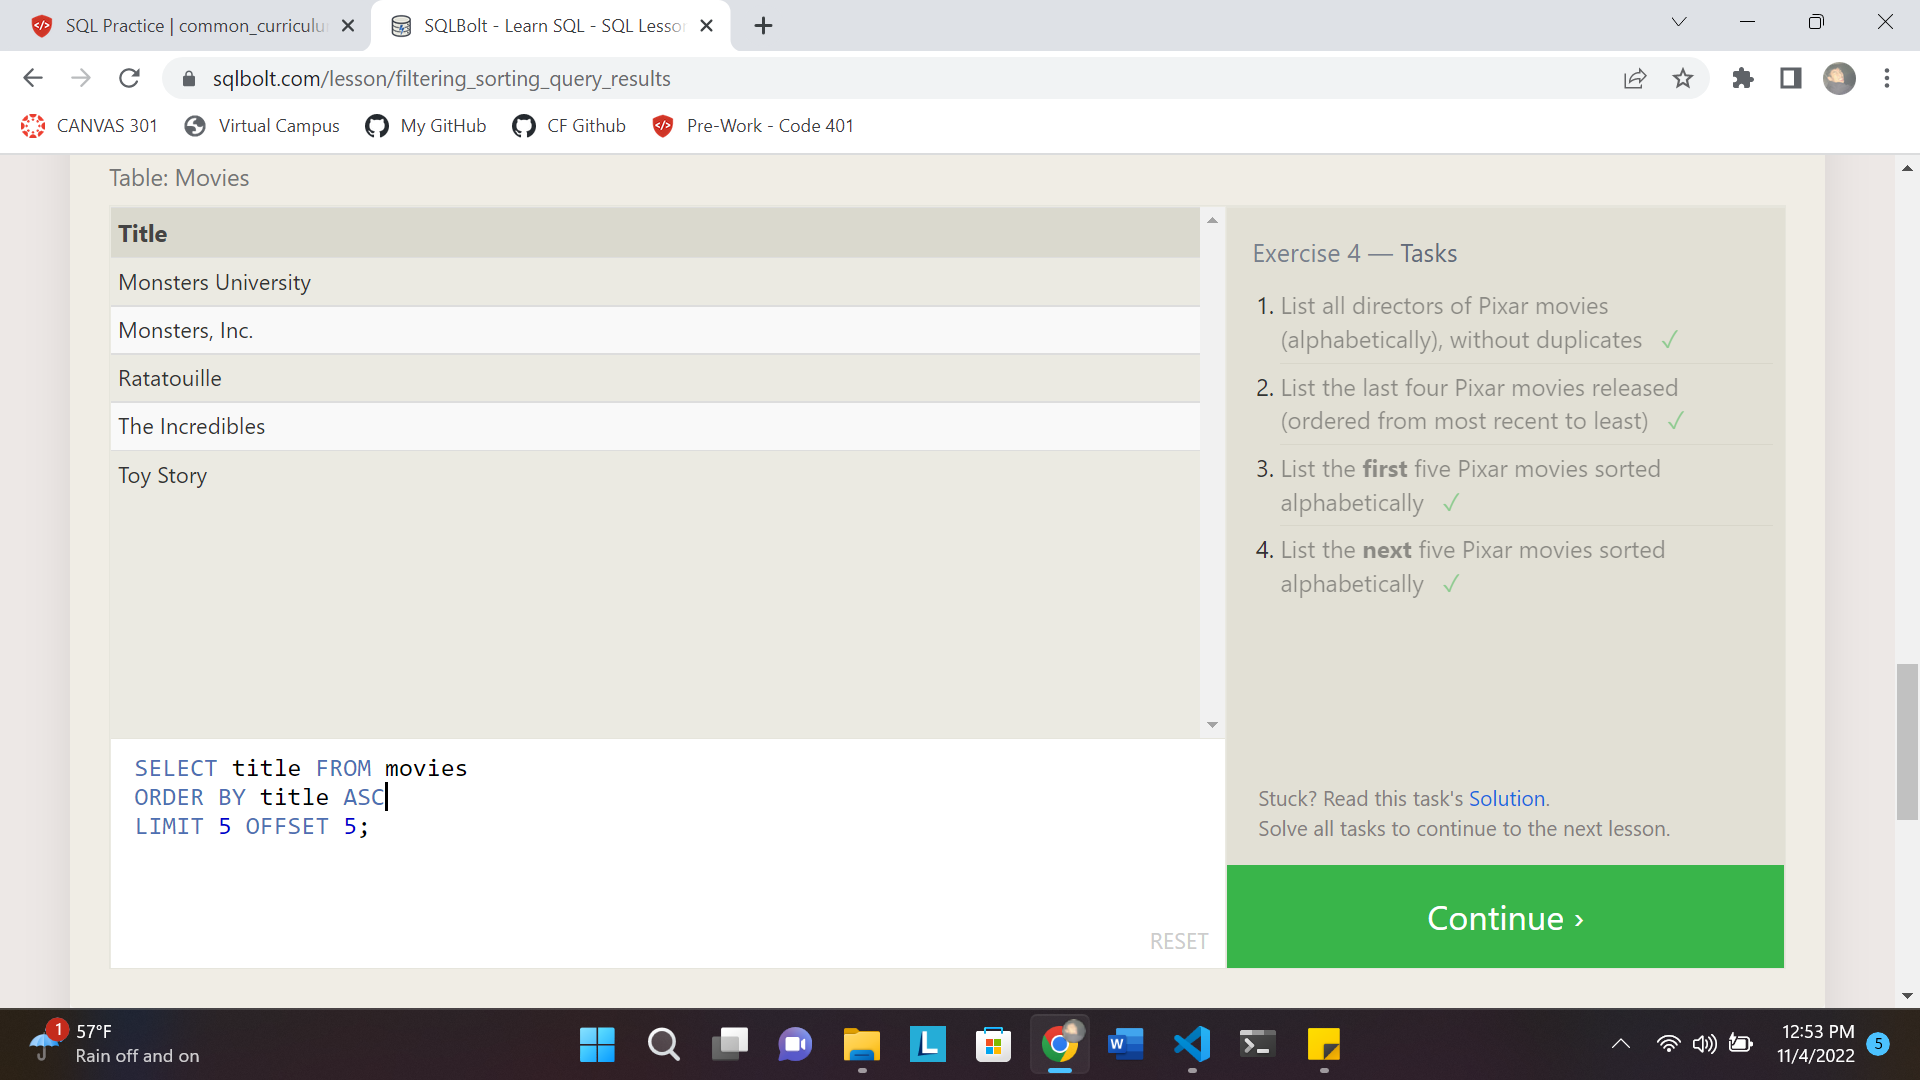 SQL Practice | common_curriculu
SQLBolt - Learn SQL - SQL Lesso
sqlbolt.com/lesson/filtering_sorting_query_results
CANVAS 301
Virtual Campus
My GitHub
CF Github
Pre-Work - Code 401
Table: Movies
Title
Monsters University
Monsters, Inc.
Ratatouille
The Incredibles
Toy Story
SELECT title FROM movies
ORDER BY title ASC
LIMIT 5 OFFSET 5;
RESET
Exercise 4 — Tasks
1. List all directors of Pixar movies
(alphabetically), without duplicates ✓
2. List the last four Pixar movies released
(ordered from most recent to least) ✓
3. List the first five Pixar movies sorted
alphabetically ✓
4. List the next five Pixar movies sorted
alphabetically ✓
Stuck? Read this task's Solution.
Solve all tasks to continue to the next lesson.
Continue ›
1
57°F
Rain off and on
L
W
12:53 PM
11/4/2022
5